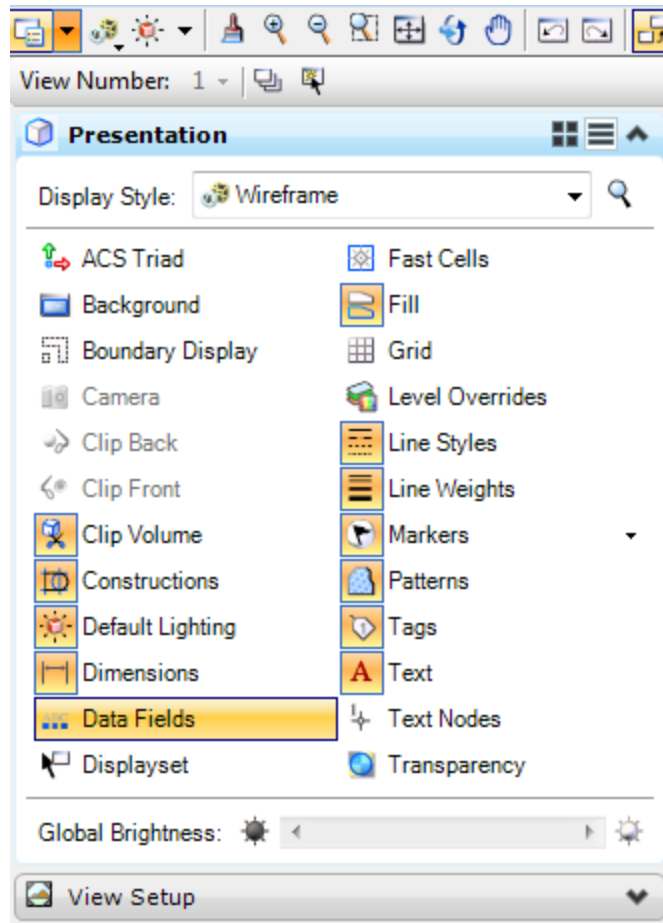 View Number: 1
Presentation
Display Style: Wireframe
ACS Triad
Background
Boundary Display
Camera
Clip Back
Clip Front
Clip Volume
Constructions
Default Lighting
Dimensions
Data Fields
Displayset
Fast Cells
Fill
Grid
Level Overrides
Line Styles
Line Weights
Markers
Patterns
Tags
Text
Text Nodes
Transparency
Global Brightness:
View Setup